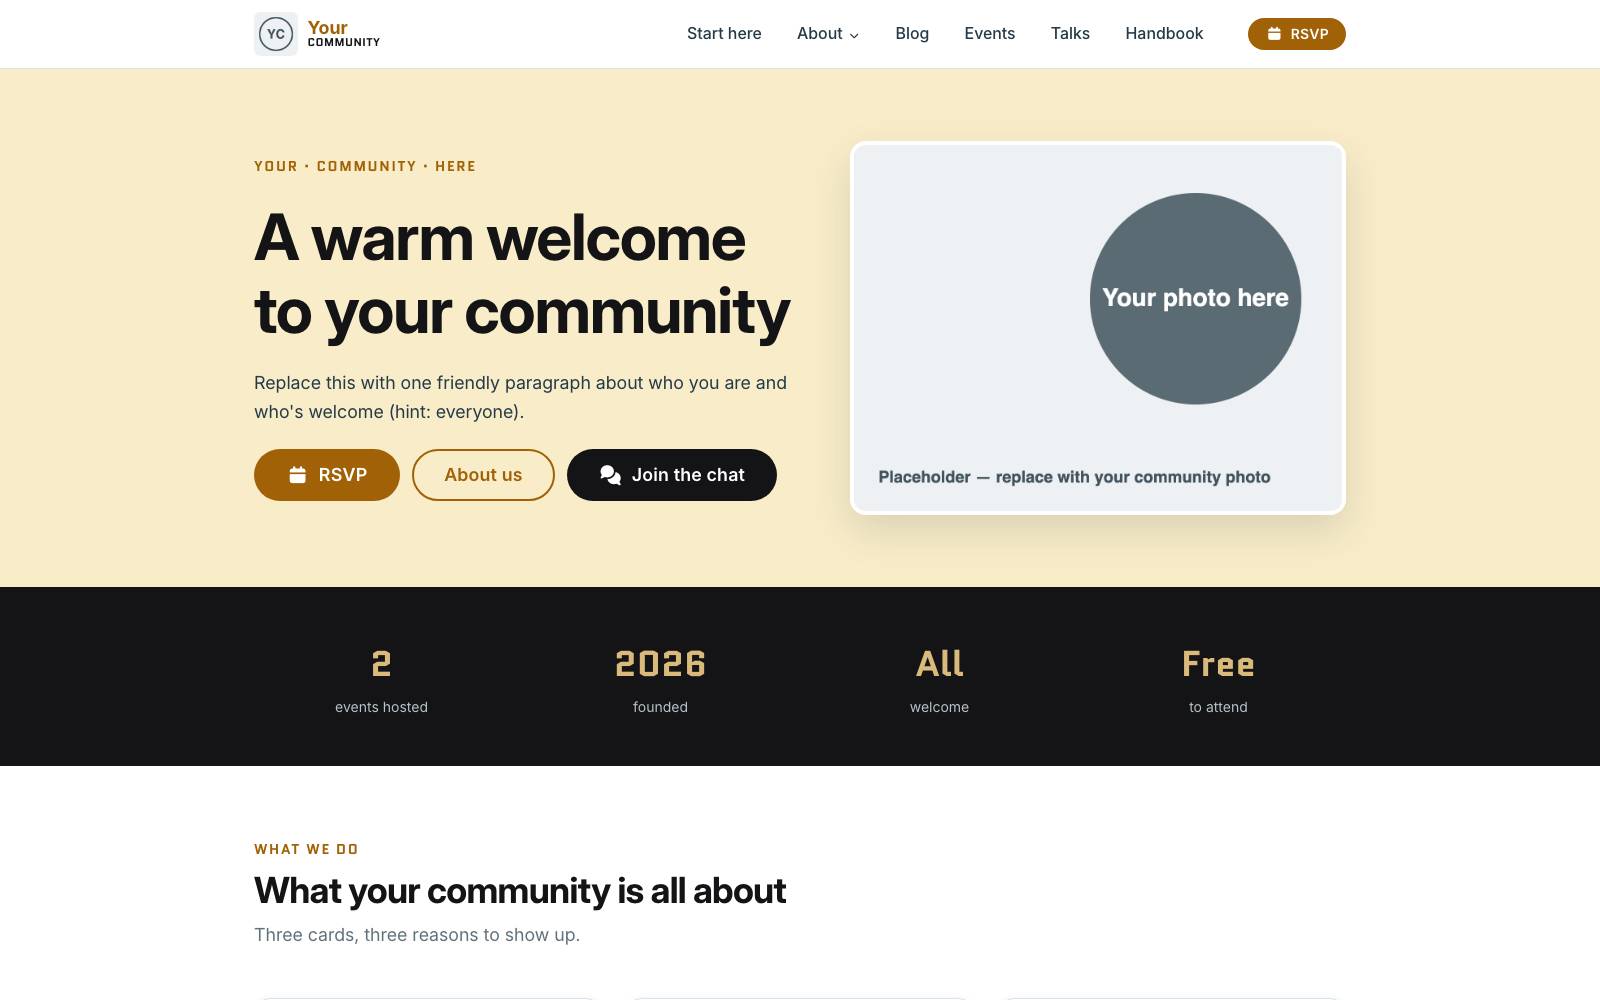 YC
Your
COMMUNITY
Start here
About
Blog
Events
Talks
Handbook
RSVP
YOUR • COMMUNITY • HERE
A warm welcome
to your community
Replace this with one friendly paragraph about who you are and
who's welcome (hint: everyone).
RSVP
About us
Join the chat
Your photo here
Placeholder — replace with your community photo
2
events hosted
2026
founded
All
welcome
Free
to attend
WHAT WE DO
What your community is all about
Three cards, three reasons to show up.